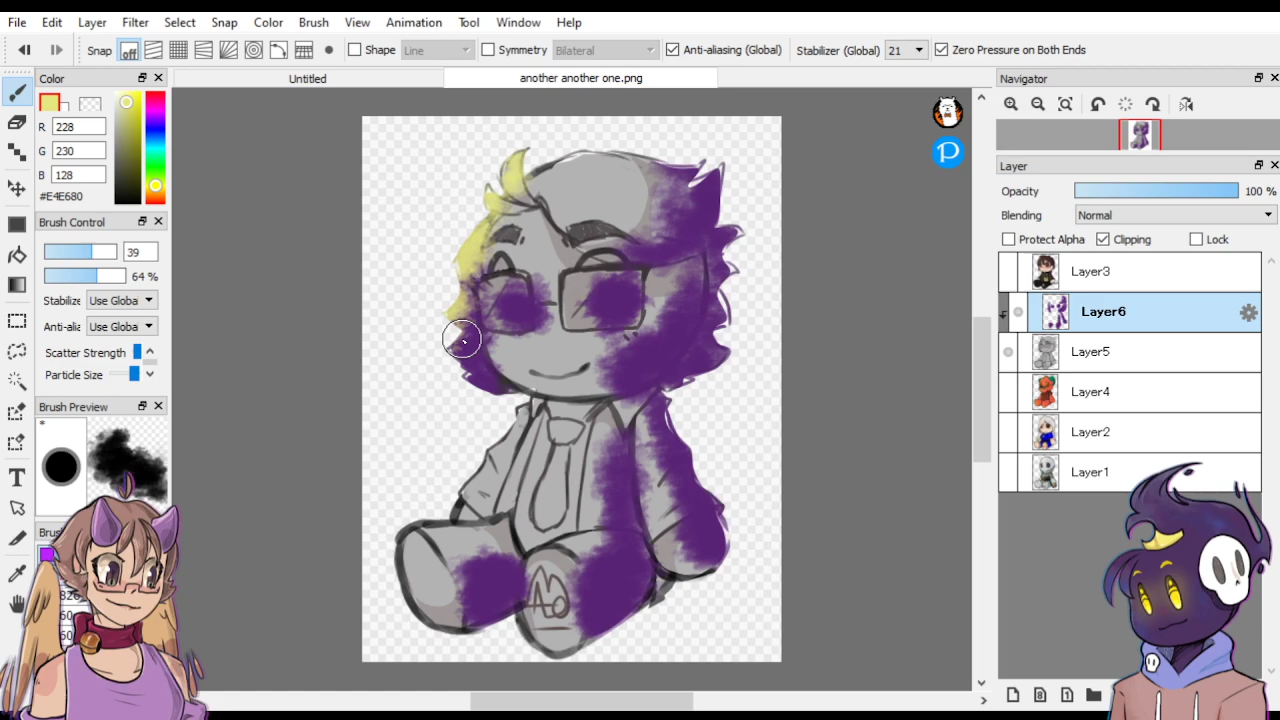 File Edit Layer Filter Select Snap Color Brush View Animation Tool Window Help
Snap off Shape Line Symmetry Bilateral Anti-aliasing (Global) Stabilizer (Global) 21 Zero Pressure on Both Ends
Color Untitled another another one.png Navigator
R 228
G 230
B 128
#E4E680
Brush Control
39
64 %
Stabilize Use Globa
Anti-alia Use Globa
Scatter Strength
Particle Size
Brush Preview
*
Layer
Opacity 100 %
Blending Normal
Protect Alpha Clipping Lock
Layer3
Layer6
Layer5
Layer4
Layer2
Layer1